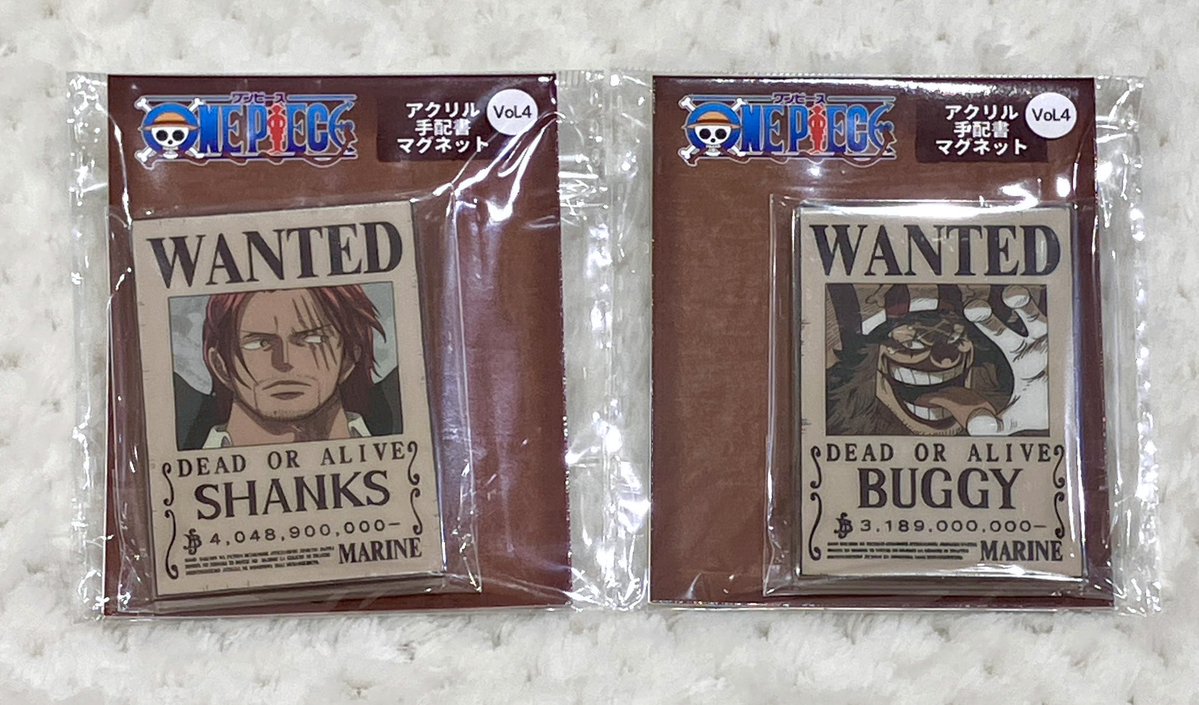 ワンピース
ONE PIECE
アクリル
手配書
マグネット
VOL.4
WANTED
DEAD OR ALIVE
SHANKS
4,048,900,000-
MARINE
ワンピース
ONE PIECE
アクリル
手配書
マグネット
VOL.4
WANTED
DEAD OR ALIVE
BUGGY
3.189.000,000-
MARINE